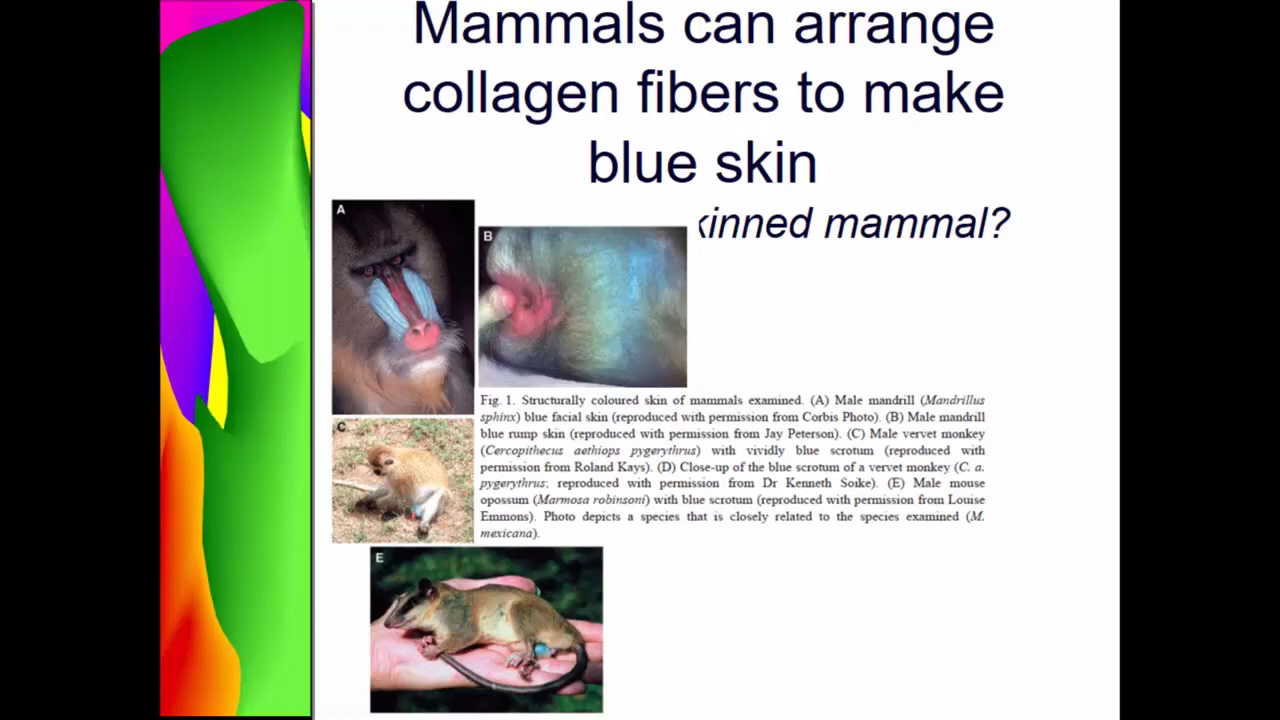 Mammals can arrange
collagen fibers to make
blue skin
kinned mammal?
A
B
Fig. 1. Structurally coloured skin of mammals examined. (A) Male mandrill (Mandrillus
sphinx) blue facial skin (reproduced with permission from Corbis Photo). (B) Male mandrill
blue rump skin (reproduced with permission from Jay Peterson). (C) Male vervet monkey
(Cercopithecus aethiops pygerythrus) with vividly blue scrotum (reproduced with
permission from Roland Kays). (D) Close-up of the blue scrotum of a vervet monkey (C. a.
pygerythrus; reproduced with permission from Dr Kenneth Soike). (E) Male mouse
opossum (Marmosa robinsoni) with blue scrotum (reproduced with permission from Louise
Emmons). Photo depicts a species that is closely related to the species examined (M.
mexicana).
C
E